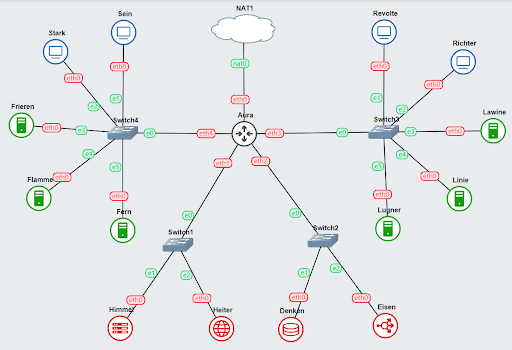 NAT1
nat0
eth0
Aura
Sein
eth0
e1
Stark
eth0
e2
Frieren
eth0
e3
Flamme
eth0
e4
Fern
eth0
e5
Switch4
e0
eth4
Revolte
eth0
e1
Richter
eth0
e2
Lawine
eth0
e3
Linie
eth0
e4
Lugner
eth0
e5
Switch3
e0
eth3
eth1
eth2
e0
Switch1
e1
e2
eth0
Himmel
eth0
Heiter
e0
Switch2
e1
e2
eth0
Denken
eth0
Eisen